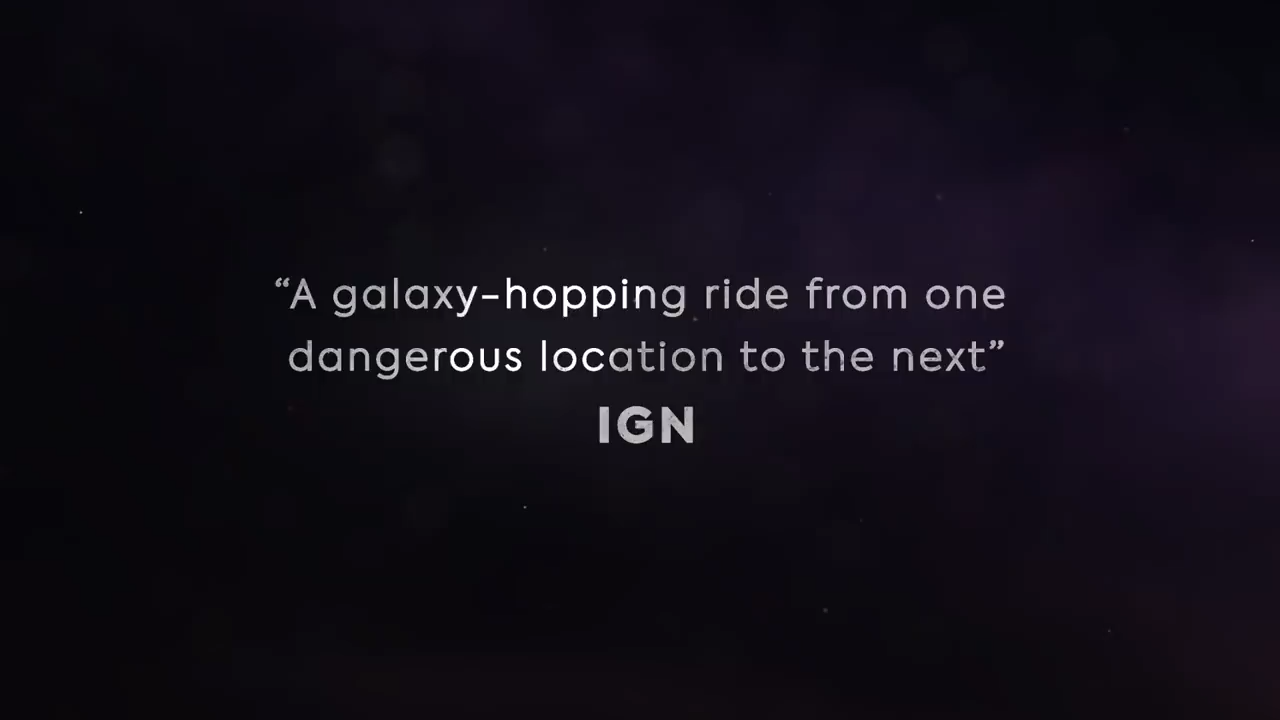 “A galaxy-hopping ride from one
dangerous location to the next”
IGN